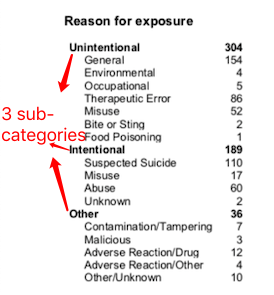 Reason for exposure
Unintentional 304
General 154
Environmental 4
Occupational 5
Therapeutic Error 86
Misuse 52
Bite or Sting 2
Food Poisoning 1
Intentional 189
Suspected Suicide 110
Misuse 17
Abuse 60
Unknown 2
Other 36
Contamination/Tampering 7
Malicious 3
Adverse Reaction/Drug 12
Adverse Reaction/Other 4
Other/Unknown 10
3 sub-
categories